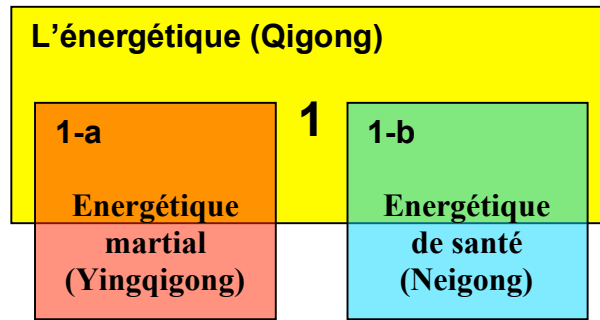 L'énergétique (Qigong)
1
1-a
Energétique
martial
(Yingqigong)
1-b
Energétique
de santé
(Neigong)